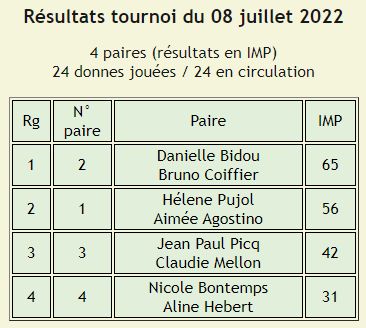 Résultats tournoi du 08 juillet 2022
4 paires (résultats en IMP)
24 donnes jouées / 24 en circulation
Rg N° paire Paire IMP
1 2 Danielle Bidou 65
Bruno Coiffier
2 1 Hélene Pujol 56
Aimée Agostino
3 3 Jean Paul Picq 42
Claudie Mellon
4 4 Nicole Bontemps 31
Aline Hebert